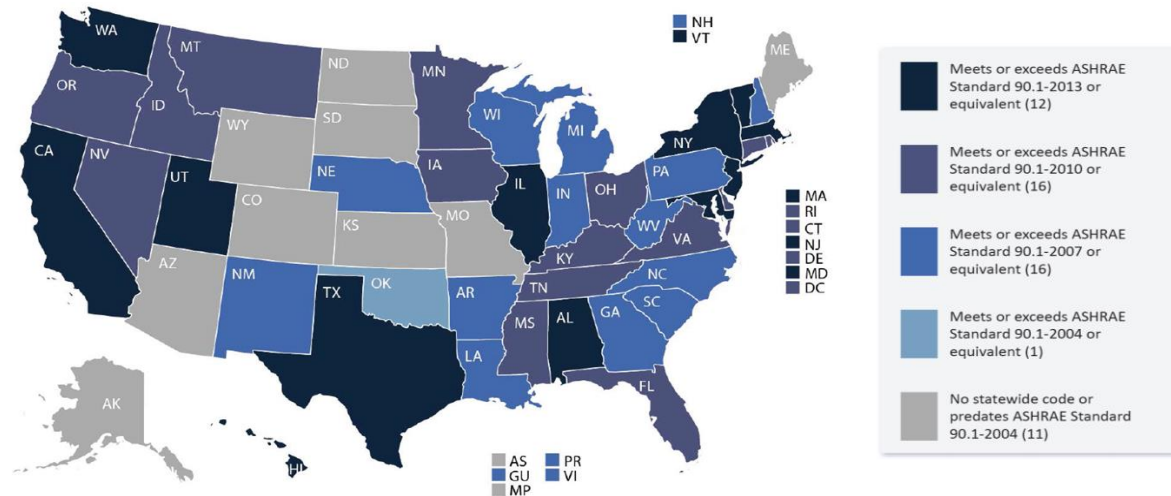 WA
MT
ND
MN
ME
OR
ID
SD
WI
MI
NY
WY
CA
NV
UT
NE
IA
IL
IN
OH
PA
CO
KS
MO
WV
VA
KY
AZ
NM
OK
AR
TN
NC
SC
TX
LA
MS
AL
GA
FL
AK
HI
NH
VT
MA
RI
CT
NJ
DE
MD
DC
AS
GU
MP
PR
VI
Meets or exceeds ASHRAE
Standard 90.1-2013 or
equivalent (12)
Meets or exceeds ASHRAE
Standard 90.1-2010 or
equivalent (16)
Meets or exceeds ASHRAE
Standard 90.1-2007 or
equivalent (16)
Meets or exceeds ASHRAE
Standard 90.1-2004 or
equivalent (1)
No statewide code or
predates ASHRAE Standard
90.1-2004 (11)